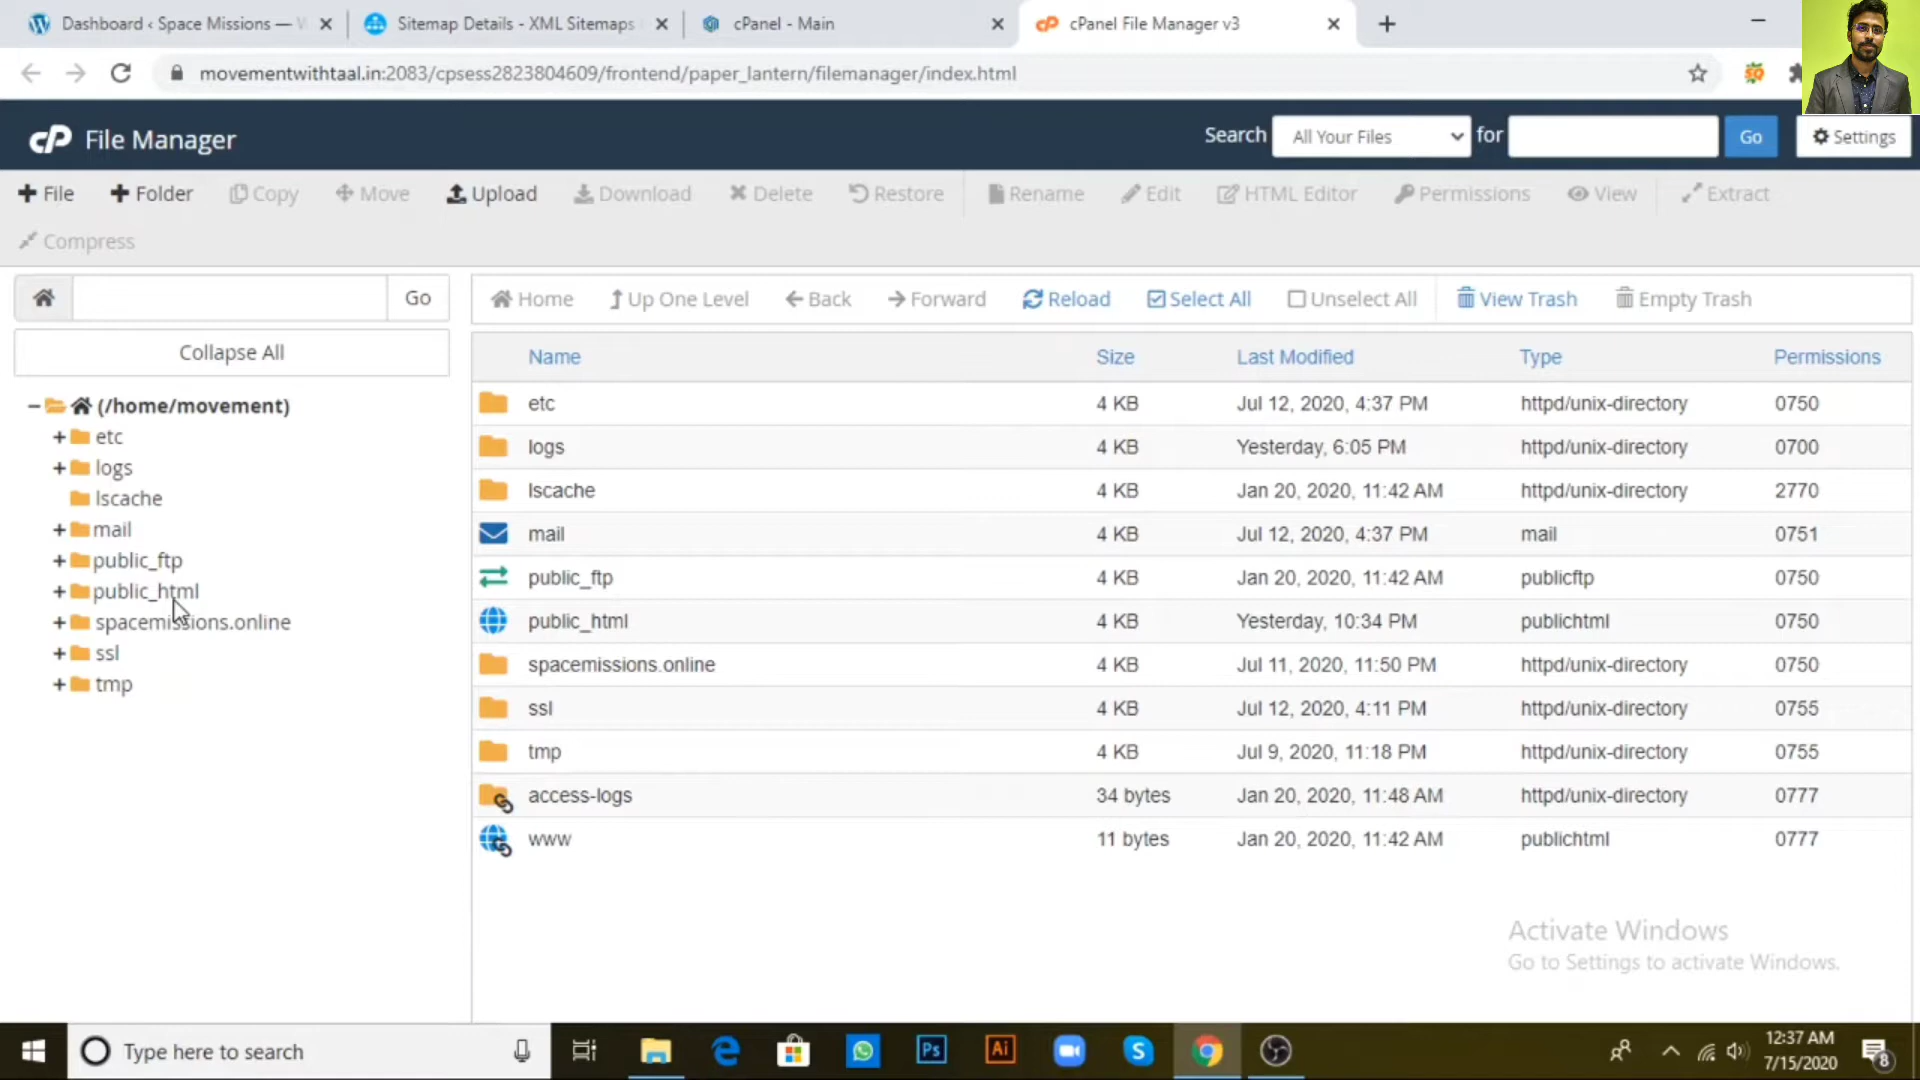 Dashboard ‹ Space Missions —
Sitemap Details - XML Sitemaps
cPanel - Main
cPanel File Manager v3
movementwithtaal.in:2083/cpsess2823804609/frontend/paper_lantern/filemanager/index.html
cP File Manager
Search All Your Files for Go Settings
File Folder Copy Move Upload Download Delete Restore Rename Edit HTML Editor Permissions View Extract
Compress
Go
Home Up One Level Back Forward Reload Select All Unselect All View Trash Empty Trash
Collapse All
(/home/movement)
etc
logs
lscache
mail
public_ftp
public_html
spacemissions.online
ssl
tmp
Name Size Last Modified Type Permissions
etc 4 KB Jul 12, 2020, 4:37 PM httpd/unix-directory 0750
logs 4 KB Yesterday, 6:05 PM httpd/unix-directory 0700
lscache 4 KB Jan 20, 2020, 11:42 AM httpd/unix-directory 2770
mail 4 KB Jul 12, 2020, 4:37 PM mail 0751
public_ftp 4 KB Jan 20, 2020, 11:42 AM publicftp 0750
public_html 4 KB Yesterday, 10:34 PM publichtml 0750
spacemissions.online 4 KB Jul 11, 2020, 11:50 PM httpd/unix-directory 0750
ssl 4 KB Jul 12, 2020, 4:11 PM httpd/unix-directory 0755
tmp 4 KB Jul 9, 2020, 11:18 PM httpd/unix-directory 0755
access-logs 34 bytes Jan 20, 2020, 11:48 AM httpd/unix-directory 0777
www 11 bytes Jan 20, 2020, 11:42 AM publichtml 0777
Activate Windows
Go to Settings to activate Windows.
Type here to search
Ps
Ai
12:37 AM
7/15/2020
8